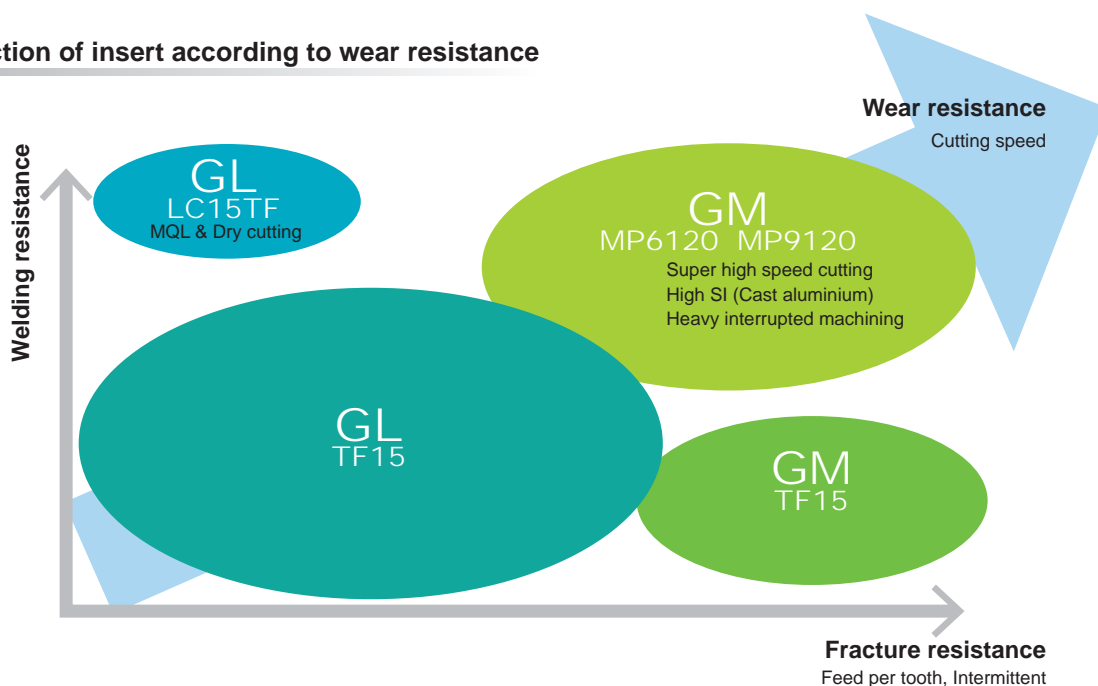 ction of insert according to wear resistance
Wear resistance
Cutting speed
Welding resistance
GL
LC15TF
MQL & Dry cutting
GM
MP6120 MP9120
Super high speed cutting
High SI (Cast aluminium)
Heavy interrupted machining
GL
TF15
GM
TF15
Fracture resistance
Feed per tooth, Intermittent